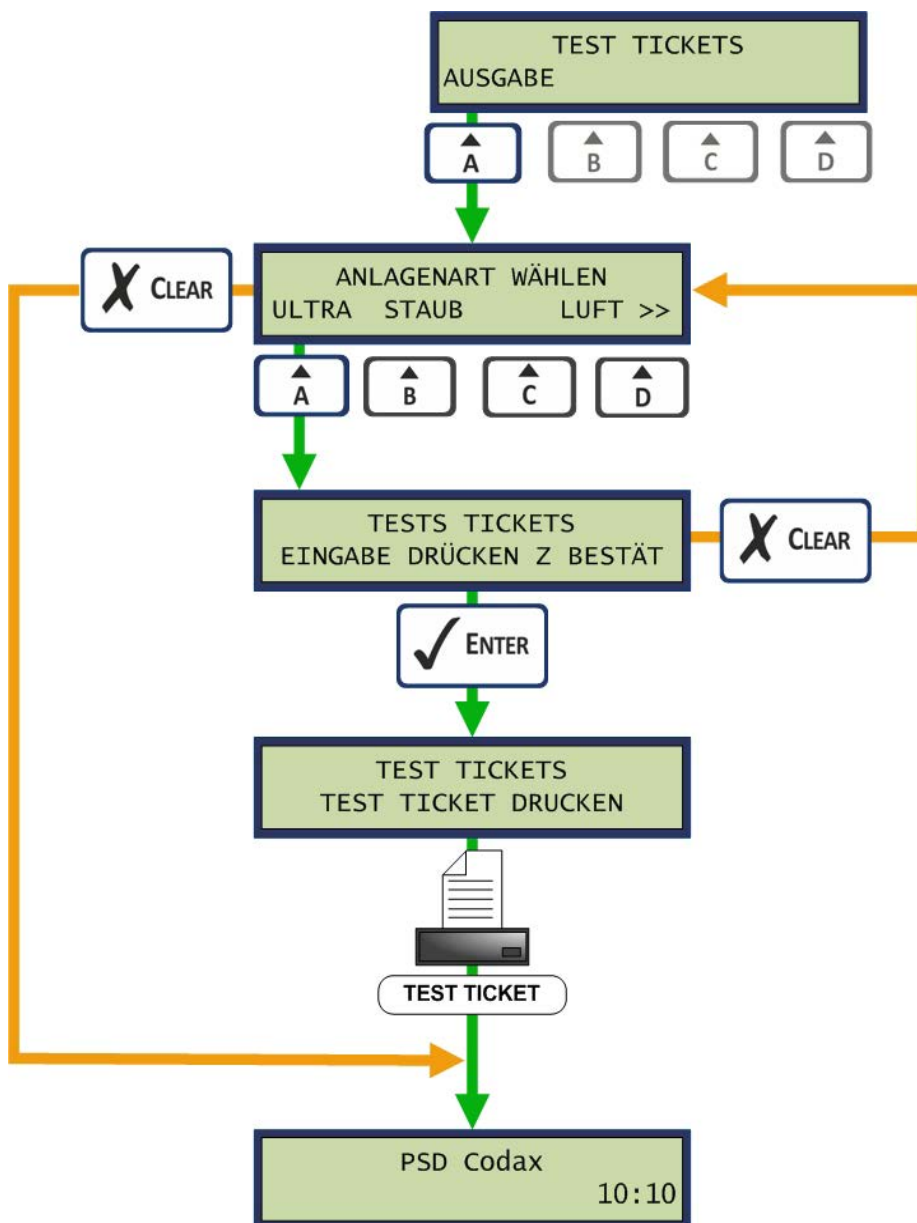 TEST TICKETS
AUSGABE
A B C D
CLEAR
ANLAGENART WÄHLEN
ULTRA STAUB LUFT >>
A B C D
TESTS TICKETS
EINGABE DRÜCKEN Z BESTÄT
CLEAR
ENTER
TEST TICKETS
TEST TICKET DRUCKEN
TEST TICKET
PSD Codax
10:10